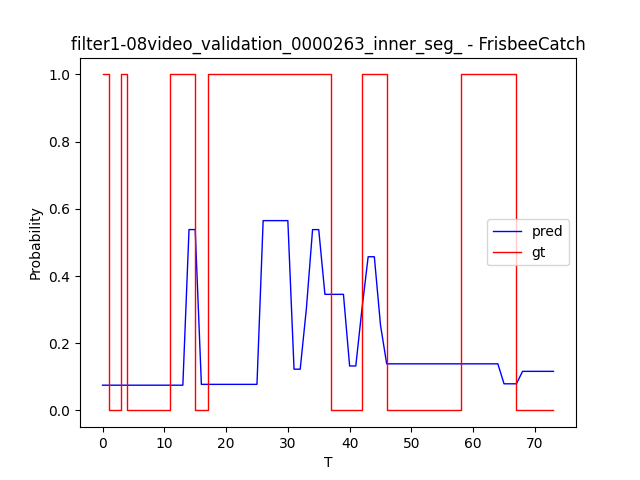 filter1-08video_validation_0000263_inner_seg_ - FrisbeeCatch
1.0
0.8
0.6
0.4
0.2
0.0
Probability
pred
gt
0 10 20 30 40 50 60 70
T